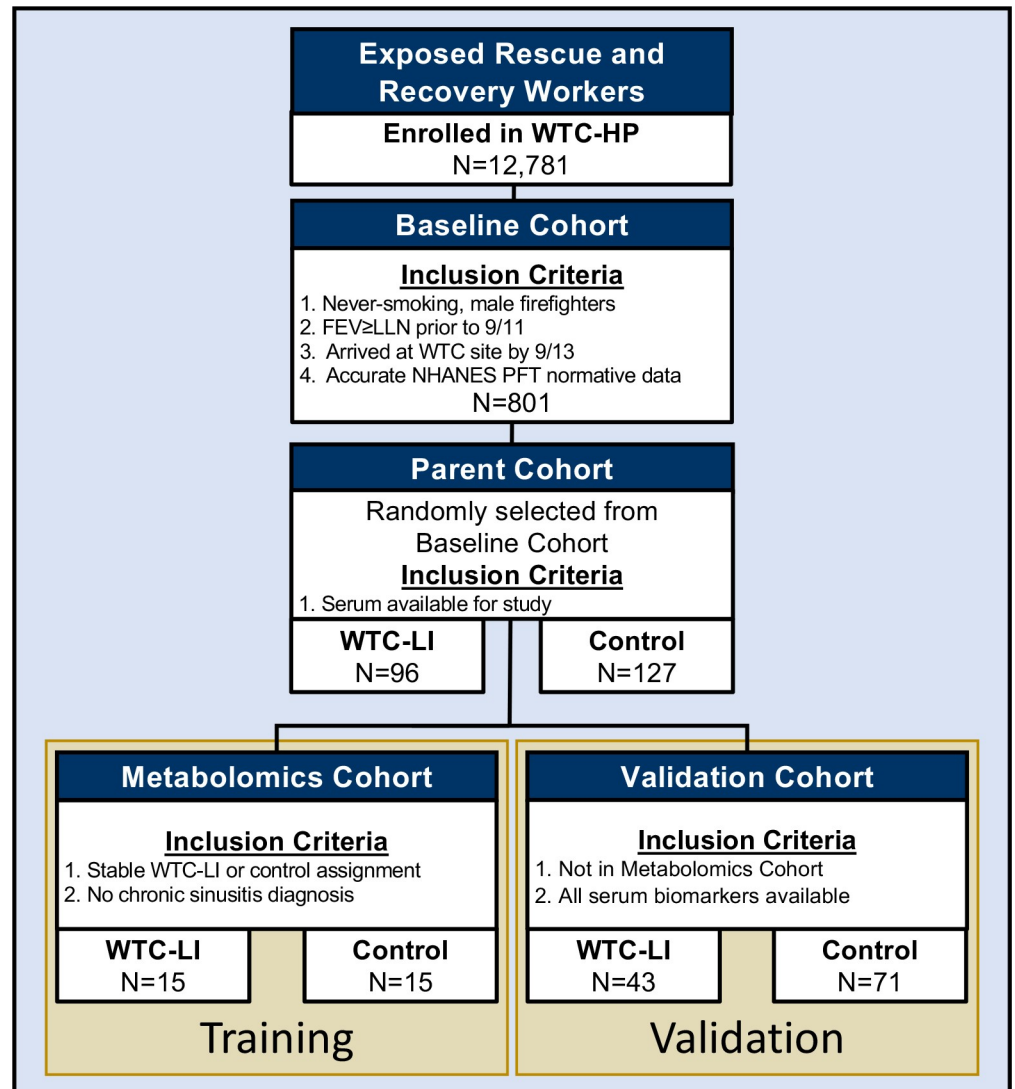 Exposed Rescue and
Recovery Workers
Enrolled in WTC-HP
N=12,781
Baseline Cohort
Inclusion Criteria
1. Never-smoking, male firefighters
2. FEV≥LLN prior to 9/11
3. Arrived at WTC site by 9/13
4. Accurate NHANES PFT normative data
N=801
Parent Cohort
Randomly selected from
Baseline Cohort
Inclusion Criteria
1. Serum available for study
WTC-LI
N=96
Control
N=127
Metabolomics Cohort
Inclusion Criteria
1. Stable WTC-LI or control assignment
2. No chronic sinusitis diagnosis
WTC-LI
N=15
Control
N=15
Training
Validation Cohort
Inclusion Criteria
1. Not in Metabolomics Cohort
2. All serum biomarkers available
WTC-LI
N=43
Control
N=71
Validation